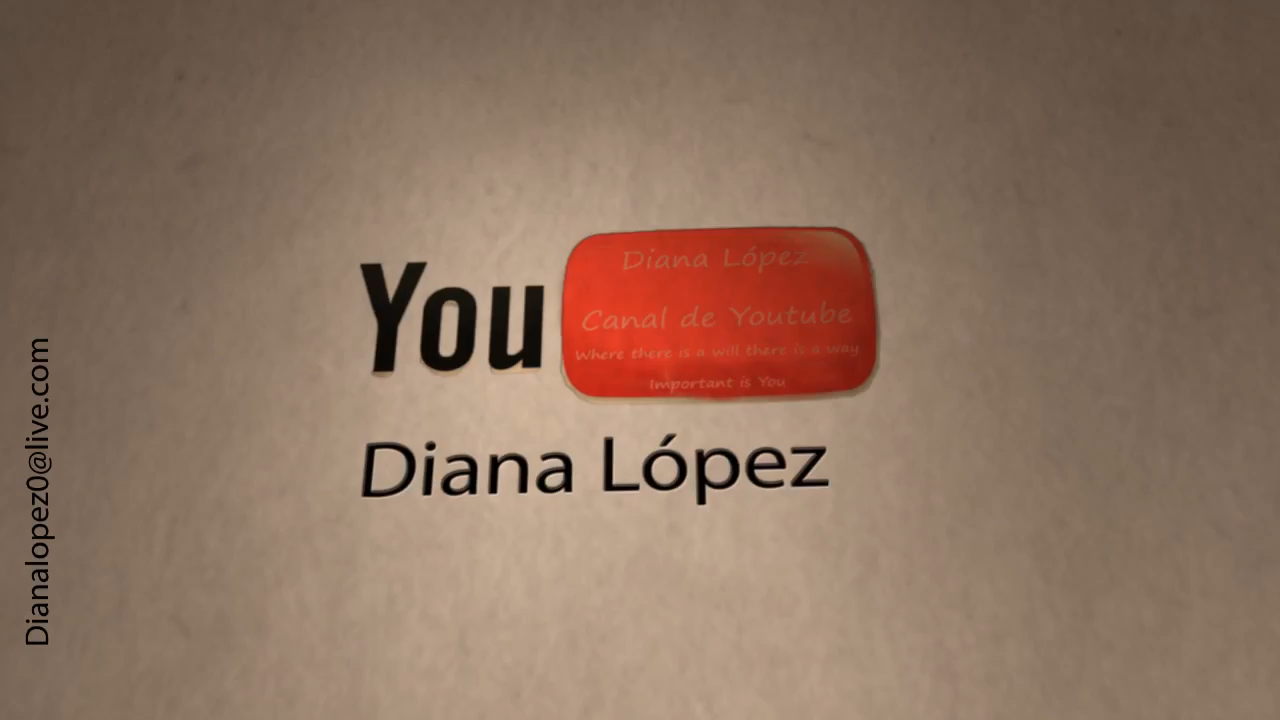 You
Diana López
Canal de Youtube
Where there is a will there is a way
Important is You
Diana López
Dianalopez0@live.com